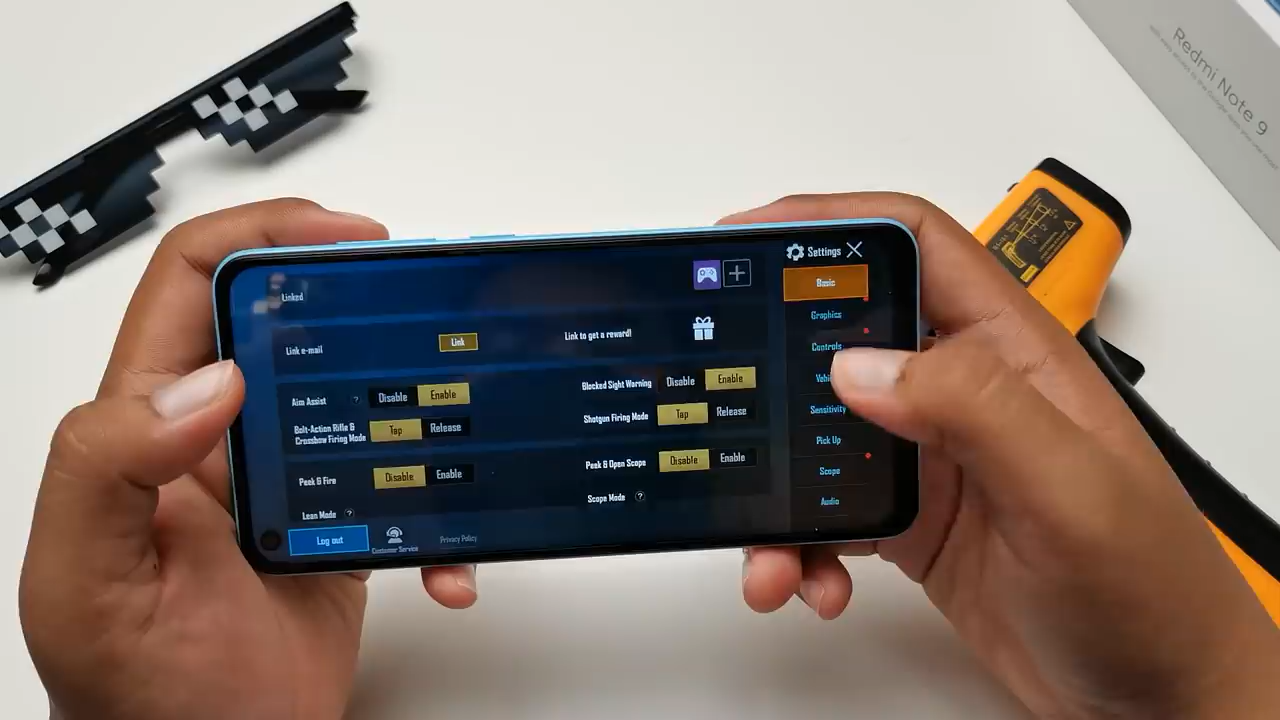 Redmi Note 9
Settings
Linked
Basic
Graphics
Link e-mail
Link
Link to get a reward!
Controls
Aim Assist ?
Disable
Enable
Blocked Sight Warning
Disable
Enable
Bolt-Action Rifle &
Crossbow Firing Mode
Tap
Release
Shotgun Firing Mode
Tap
Release
Sensitivity
Pick Up
Peek & Fire
Disable
Enable
Peek & Open Scope
Disable
Enable
Scope
Lean Mode ?
Scope Mode ?
Audio
Log out
Customer Service
Privacy Policy